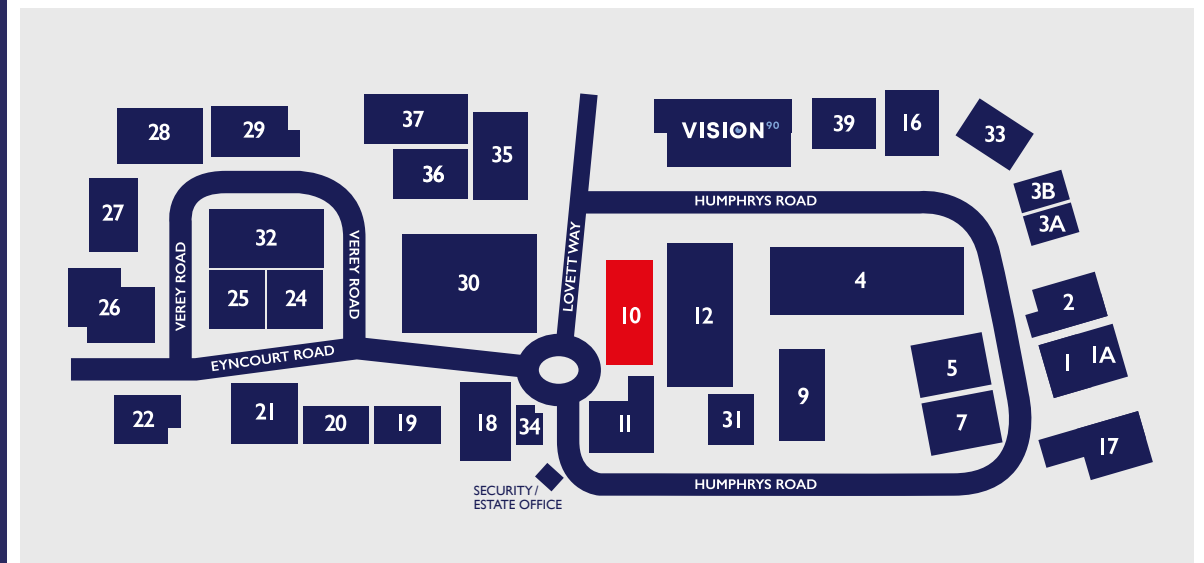 28
29
37
36
35
VISION90
39
16
33
3B
3A
27
32
25
24
26
VEREY ROAD
VEREY ROAD
30
LOVETT WAY
HUMPHRYS ROAD
10
12
4
2
1
1A
5
7
9
31
11
17
EYNCOURT ROAD
22
21
20
19
18
34
SECURITY /
ESTATE OFFICE
HUMPHRYS ROAD